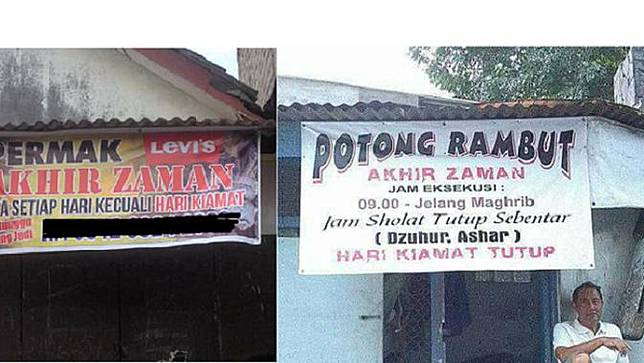 PERMAK
LEVI'S
AKHIR ZAMAN
SETIAP HARI KECUALI HARI KIAMAT
POTONG RAMBUT
AKHIR ZAMAN
JAM EKSEKUSI :
09.00 - Jelang Maghrib
Jam Sholat Tutup Sebentar
( Dzuhur, Ashar )
HARI KIAMAT TUTUP